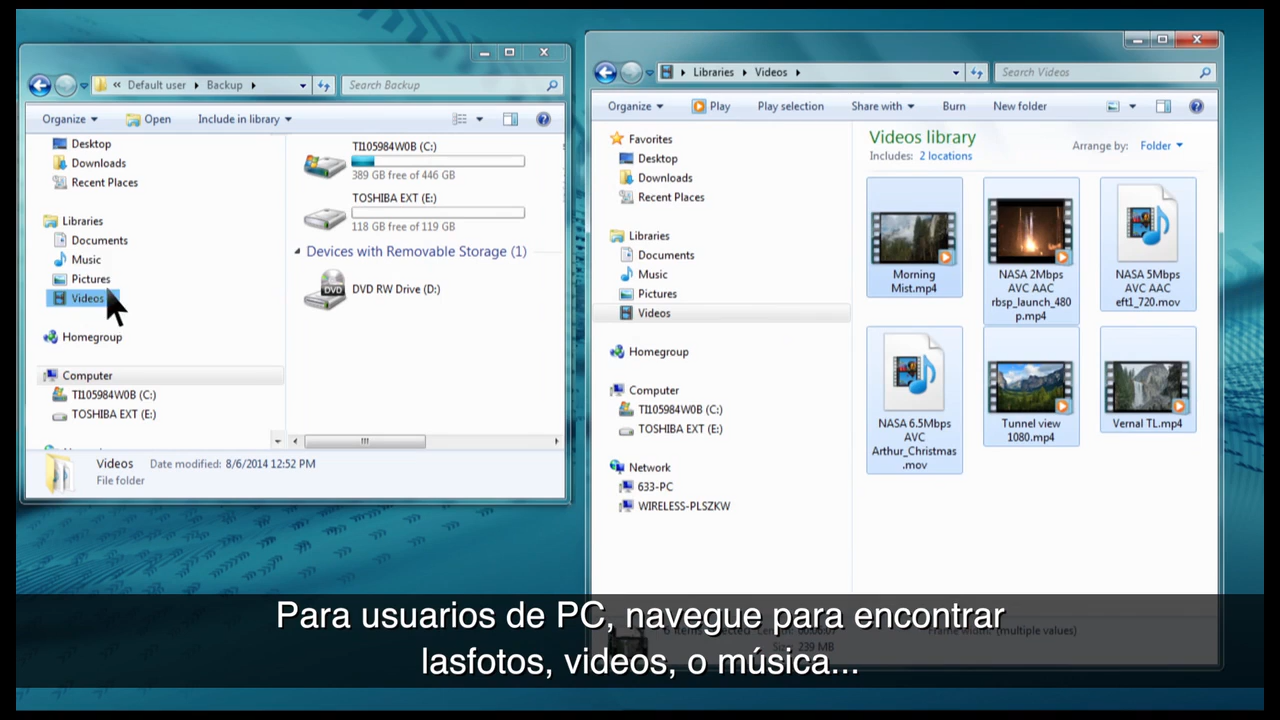 « Default user ▸ Backup ▸
Search Backup
Organize ▾
Open
Include in library ▾
Desktop
Downloads
Recent Places
Libraries
Documents
Music
Pictures
Videos
Homegroup
Computer
TI105984W0B (C:)
TOSHIBA EXT (E:)
TI105984W0B (C:)
389 GB free of 446 GB
TOSHIBA EXT (E:)
118 GB free of 119 GB
Devices with Removable Storage (1)
DVD
DVD RW Drive (D:)
Videos
Date modified: 8/6/2014 12:52 PM
File folder
▸ Libraries ▸ Videos ▸
Search Videos
Organize ▾
Play
Play selection
Share with ▾
Burn
New folder
Favorites
Desktop
Downloads
Recent Places
Libraries
Documents
Music
Pictures
Videos
Homegroup
Computer
TI105984W0B (C:)
TOSHIBA EXT (E:)
Network
633-PC
WIRELESS-PLSZKW
Videos library
Includes: 2 locations
Arrange by: Folder ▾
Morning
Mist.mp4
NASA 2Mbps
AVC AAC
rbsp_launch_480
p.mp4
NASA 5Mbps
AVC AAC
eft1_720.mov
NASA 6.5Mbps
AVC
Arthur_Christmas
.mov
Tunnel view
1080.mp4
Vernal TL.mp4
(multiple values)
239 MB
Para usuarios de PC, navegue para encontrar
lasfotos, videos, o música...